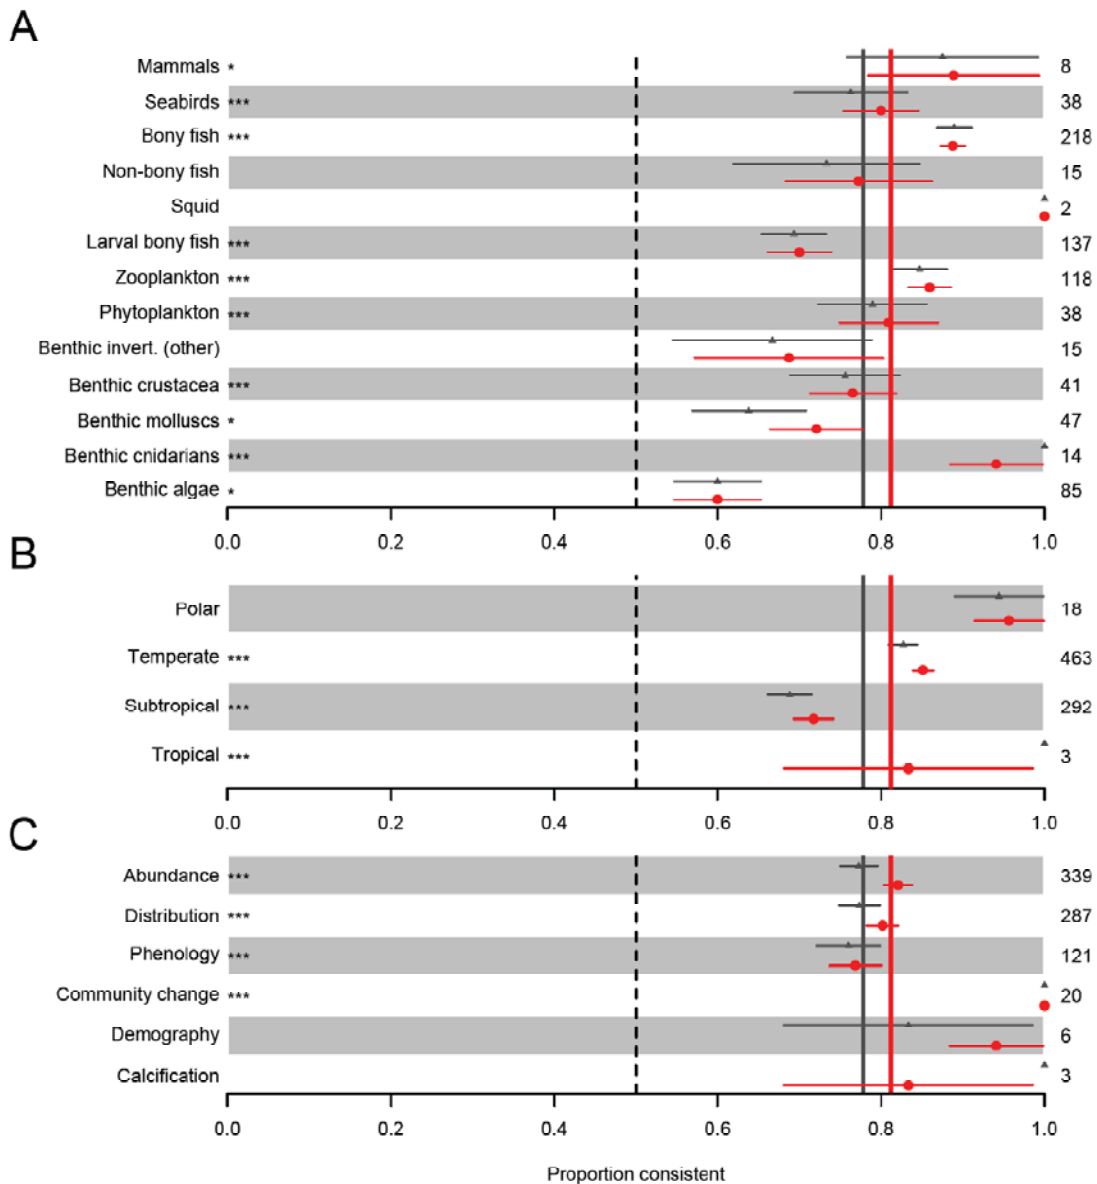 A
Mammals * 8
Seabirds *** 38
Bony fish *** 218
Non-bony fish 15
Squid 2
Larval bony fish *** 137
Zooplankton *** 118
Phytoplankton *** 38
Benthic invert. (other) 15
Benthic crustacea *** 41
Benthic molluscs * 47
Benthic cnidarians *** 14
Benthic algae * 85
0.0 0.2 0.4 0.6 0.8 1.0
B
Polar 18
Temperate *** 463
Subtropical *** 292
Tropical *** 3
0.0 0.2 0.4 0.6 0.8 1.0
C
Abundance *** 339
Distribution *** 287
Phenology *** 121
Community change *** 20
Demography 6
Calcification 3
0.0 0.2 0.4 0.6 0.8 1.0
Proportion consistent